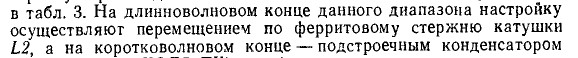 в табл. 3. На длинноволновом конце данного диапазона настройку
осуществляют перемещением по ферритовому стержню катушки
L2, а на коротковолновом конце — подстроечным конденсатором